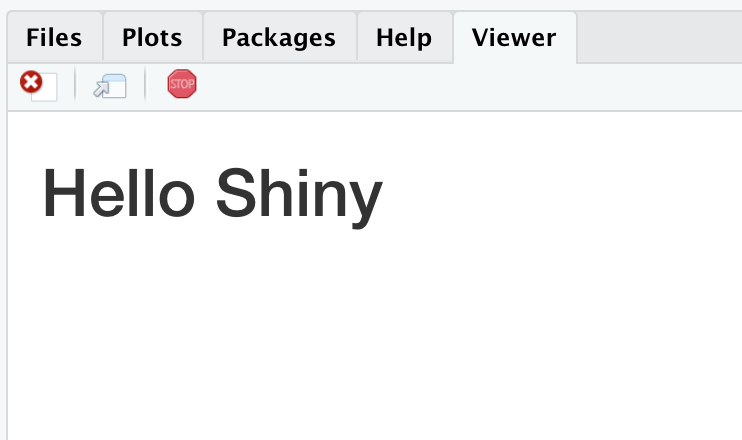 Files Plots Packages Help Viewer
STOP
Hello Shiny